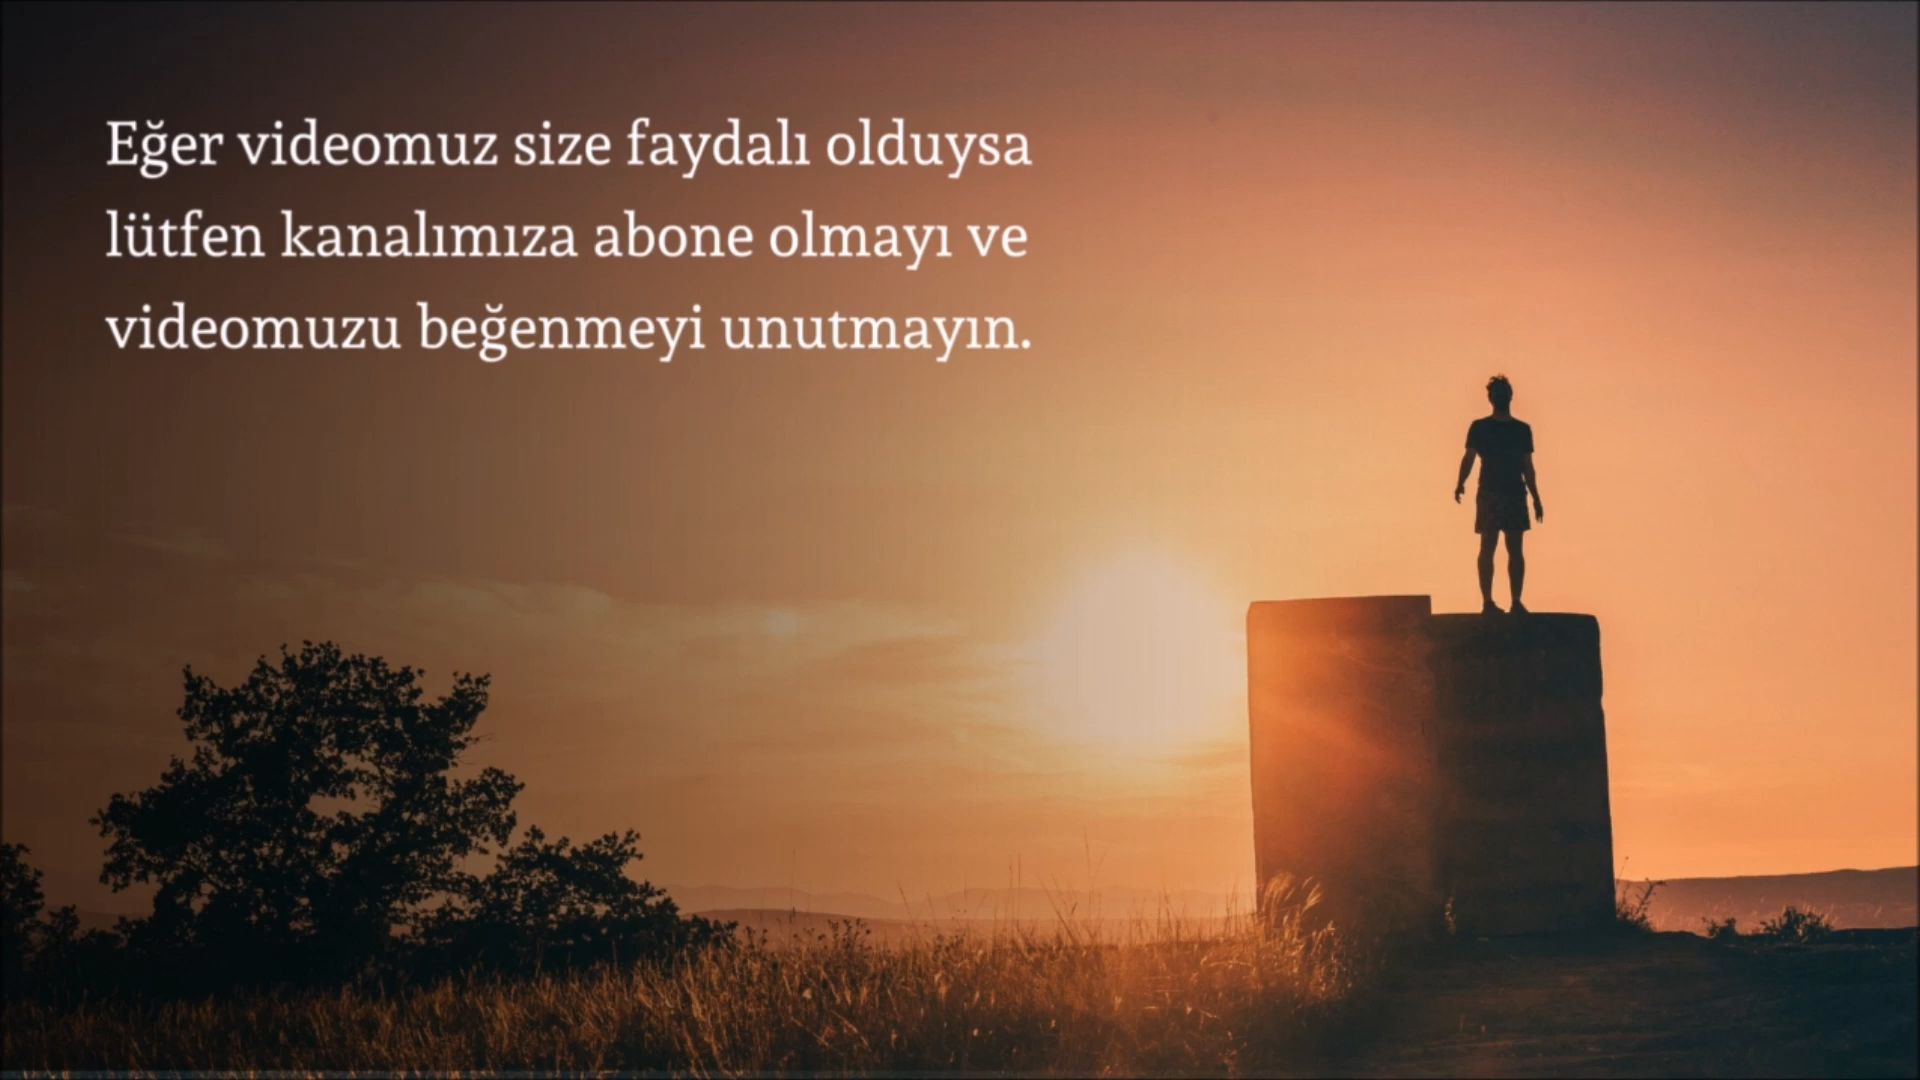 Eğer videomuz size faydalı olduysa
lütfen kanalımıza abone olmayı ve
videomuzu beğenmeyi unutmayın.